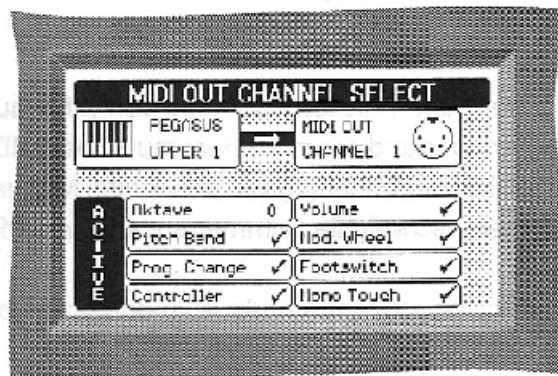 MIDI OUT CHANNEL SELECT
PEGASUS
UPPER 1
MIDI OUT
CHANNEL 1
ACTIVE
Oktave 0
Volume ✓
Pitch Bend ✓
Mod. Wheel ✓
Prog. Change ✓
Footswitch ✓
Controller ✓
Mono Touch ✓